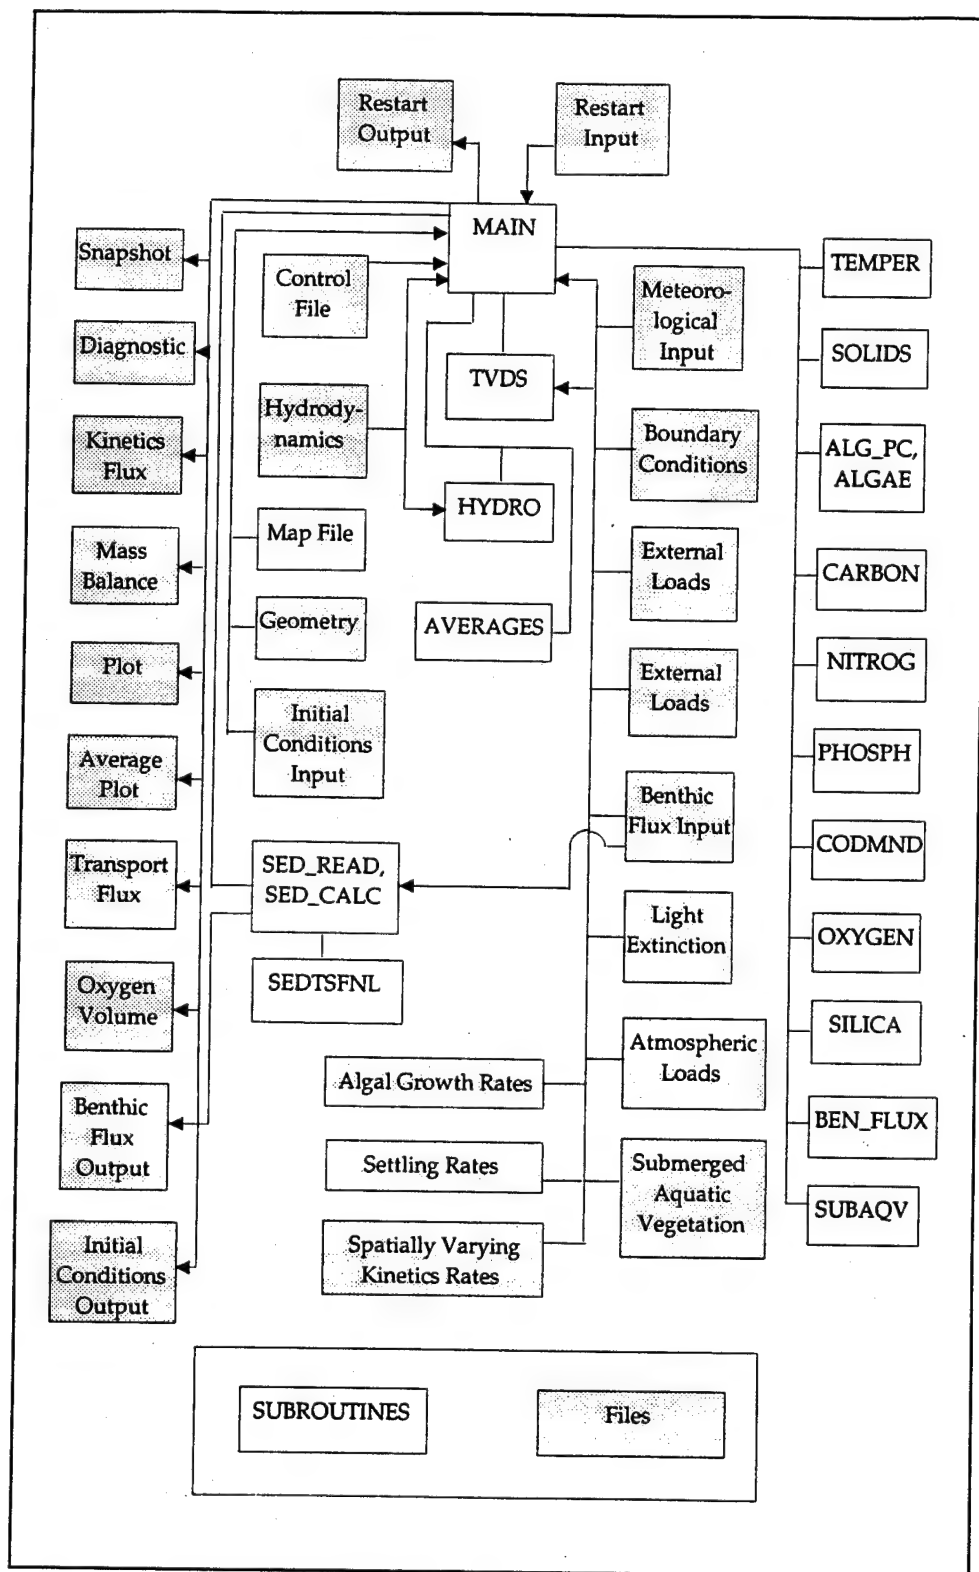 Restart
Output
Restart
Input
MAIN
Snapshot
Diagnostic
Kinetics
Flux
Mass
Balance
Plot
Average
Plot
Transport
Flux
Oxygen
Volume
Benthic
Flux
Output
Initial
Conditions
Output
Control
File
Hydrody-
namics
Map File
Geometry
Initial
Conditions
Input
SED_READ,
SED_CALC
SEDTSFNL
TVDS
HYDRO
AVERAGES
Meteoro-
logical
Input
Boundary
Conditions
External
Loads
External
Loads
Benthic
Flux Input
Light
Extinction
Atmospheric
Loads
Submerged
Aquatic
Vegetation
Algal Growth Rates
Settling Rates
Spatially Varying
Kinetics Rates
TEMPER
SOLIDS
ALG_PC,
ALGAE
CARBON
NITROG
PHOSPH
CODMND
OXYGEN
SILICA
BEN_FLUX
SUBAQV
SUBROUTINES
Files